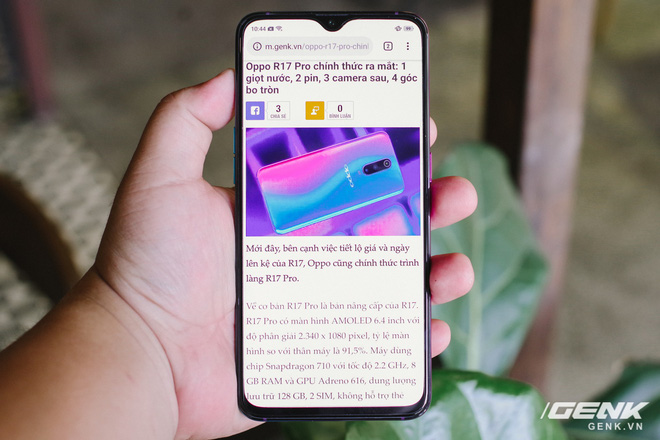 10:44
m.genk.vn/oppo-r17-pro-chinl
2
Oppo R17 Pro chính thức ra mắt: 1
giọt nước, 2 pin, 3 camera sau, 4 góc
bo tròn
3
CHIA SẺ
0
BÌNH LUẬN
OPPO
Mới đây, bên cạnh việc tiết lộ giá và ngày
lên kệ của R17, Oppo cũng chính thức trình
làng R17 Pro.
Về cơ bản R17 Pro là bản nâng cấp của R17.
R17 Pro có màn hình AMOLED 6.4 inch với
độ phân giải 2.340 x 1080 pixel, tỷ lệ màn
hình so với thân máy là 91,5%. Máy dùng
chip Snapdragon 710 với tốc độ 2.2 GHz, 8
GB RAM và GPU Adreno 616, dung lượng
lưu trữ 128 GB, 2 SIM, không hỗ trợ thẻ
GENK
GENK.VN